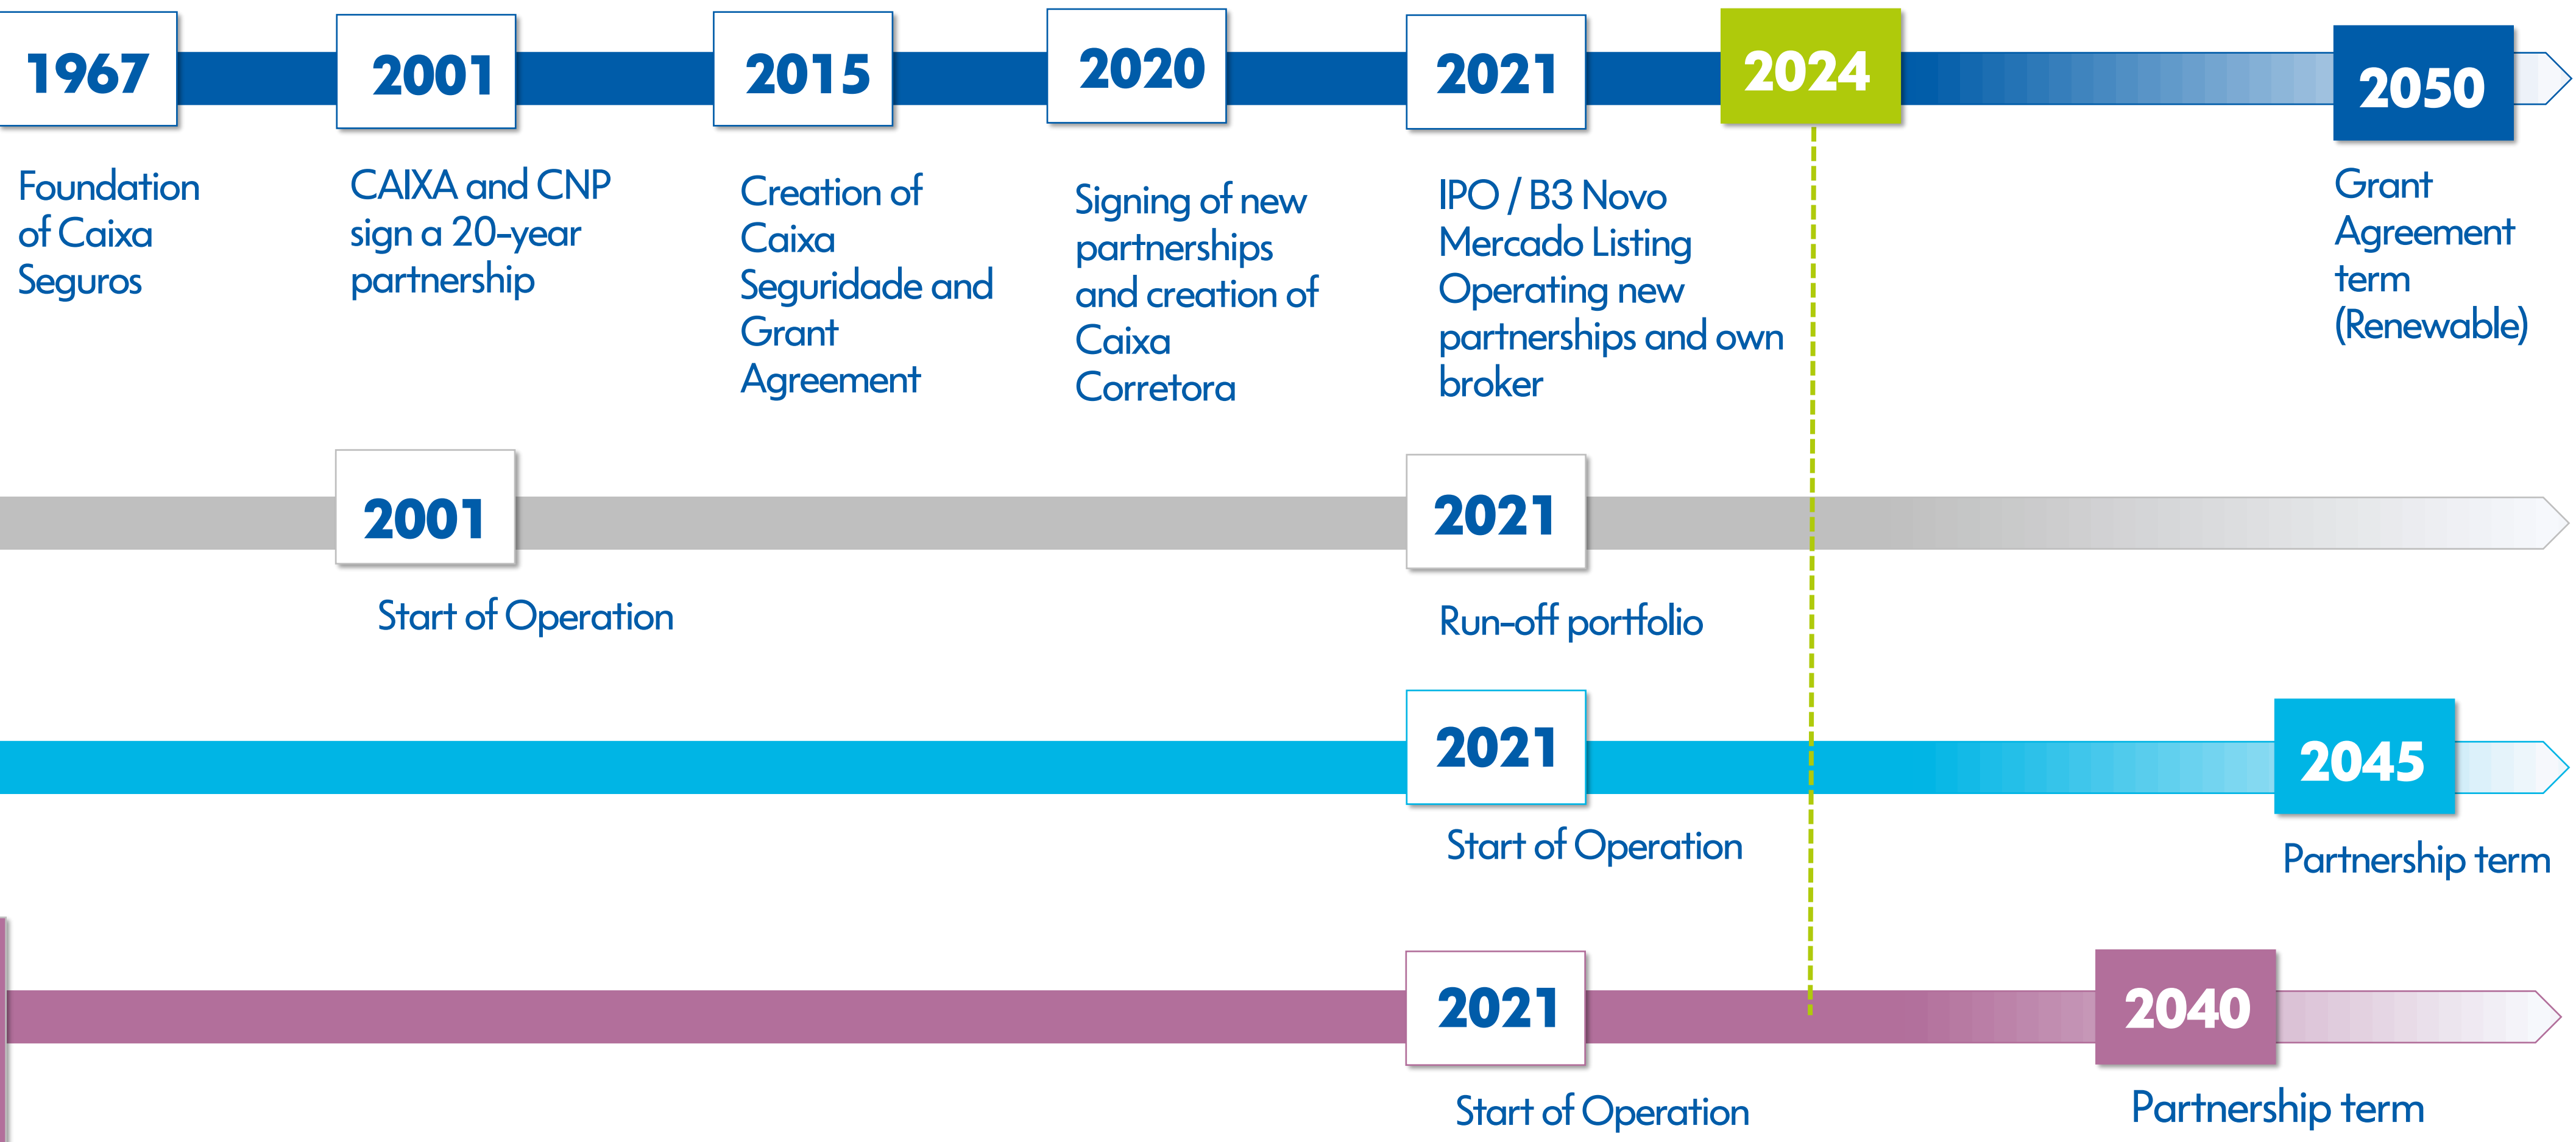 1967
2001
2015
2020
2021
2024
2050
Foundation
of Caixa
Seguros
CAIXA and CNP
sign a 20-year
partnership
Creation of
Caixa
Seguridade and
Grant
Agreement
Signing of new
partnerships
and creation of
Caixa
Corretora
IPO / B3 Novo
Mercado Listing
Operating new
partnerships and own
broker
Grant
Agreement
term
(Renewable)
2001
2021
Start of Operation
Run-off portfolio
2021
2045
Start of Operation
Partnership term
2021
2040
Start of Operation
Partnership term